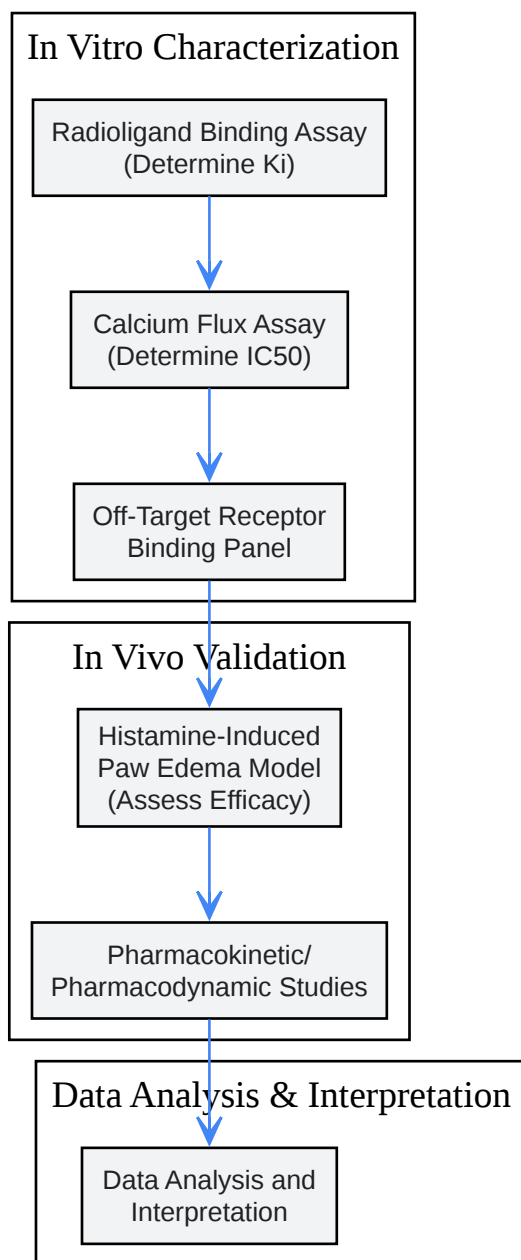 In Vitro Characterization
Radioligand Binding Assay
(Determine Ki)
Calcium Flux Assay
(Determine IC50)
Off-Target Receptor
Binding Panel
In Vivo Validation
Histamine-Induced
Paw Edema Model
(Assess Efficacy)
Pharmacokinetic/
Pharmacodynamic Studies
Data Analysis & Interpretation
Data Analysis and
Interpretation